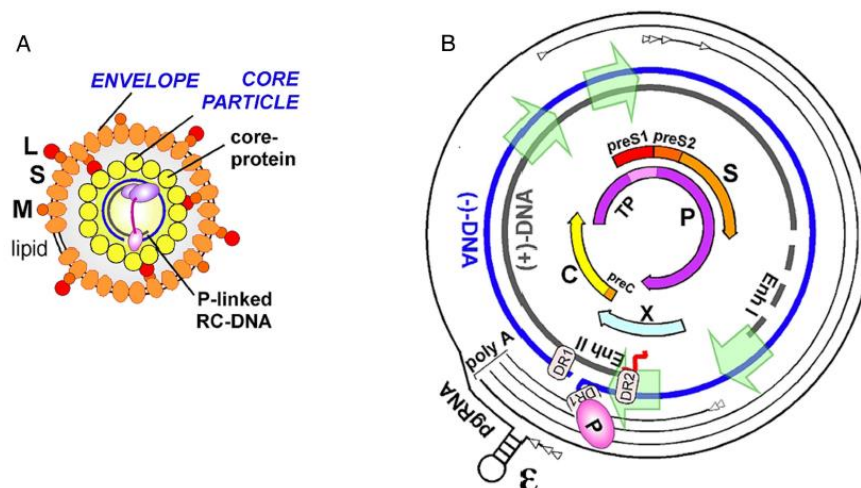 A
ENVELOPE
CORE
PARTICLE
core-
protein
L
S
M
lipid
P-linked
RC-DNA
B
preS1
preS2
S
TP
P
C
preC
X
(-)-DNA
(+)-DNA
Enh I
Enh II
DR1
DR2
DR1
P
poly A
pgRNA
ε